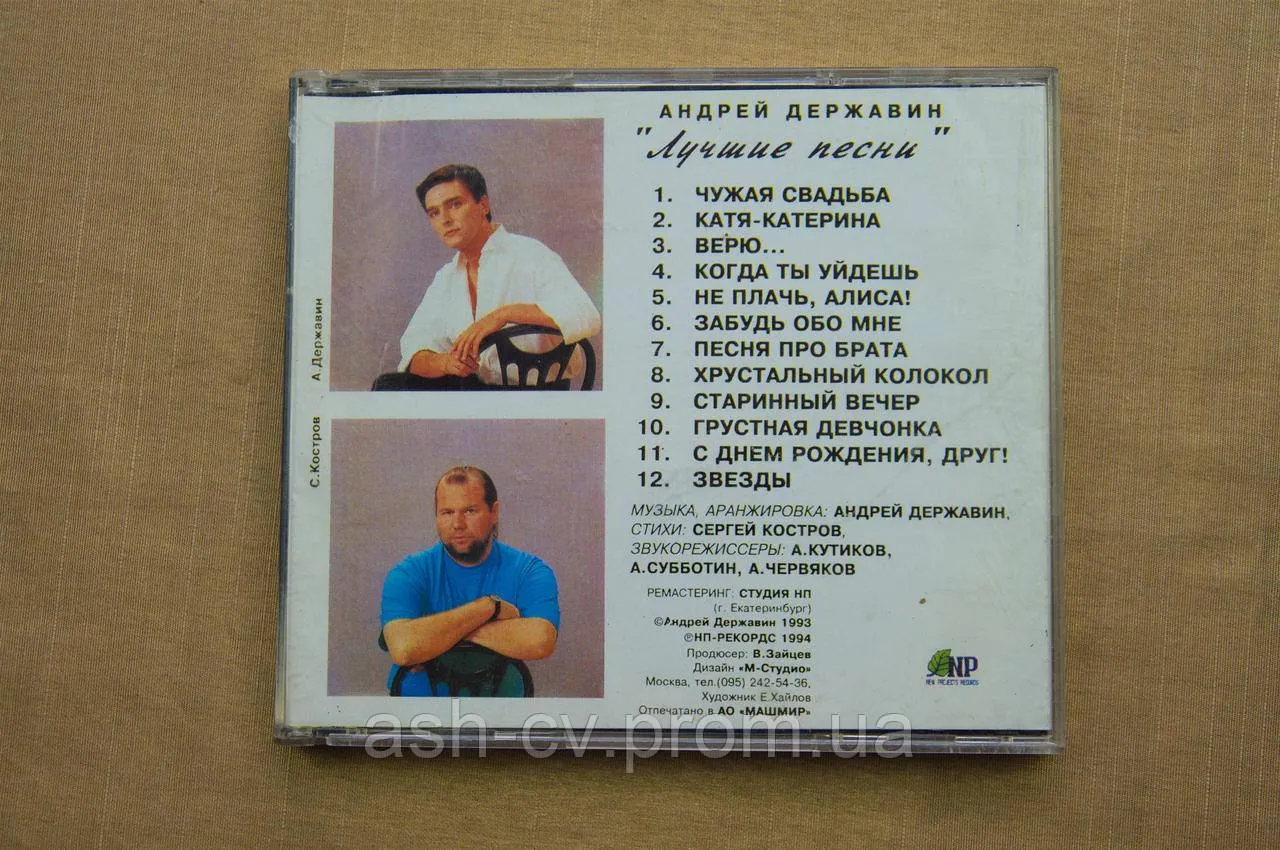 АНДРЕЙ ДЕРЖАВИН
"Лучшие песни"
1. ЧУЖАЯ СВАДЬБА
2. КАТЯ-КАТЕРИНА
3. ВЕРЮ...
4. КОГДА ТЫ УЙДЕШЬ
5. НЕ ПЛАЧЬ, АЛИСА!
6. ЗАБУДЬ ОБО МНЕ
7. ПЕСНЯ ПРО БРАТА
8. ХРУСТАЛЬНЫЙ КОЛОКОЛ
9. СТАРИННЫЙ ВЕЧЕР
10. ГРУСТНАЯ ДЕВЧОНКА
11. С ДНЕМ РОЖДЕНИЯ, ДРУГ!
12. ЗВЕЗДЫ
МУЗЫКА, АРАНЖИРОВКА: АНДРЕЙ ДЕРЖАВИН,
СТИХИ: СЕРГЕЙ КОСТРОВ,
ЗВУКОРЕЖИССЕРЫ: А.КУТИКОВ,
А.СУББОТИН, А.ЧЕРВЯКОВ
РЕМАСТЕРИНГ: СТУДИЯ НП
(г. Екатеринбург)
©Андрей Державин 1993
℗НП-РЕКОРДС 1994
Продюсер: В.Зайцев
Дизайн «М-Студио»
Москва, тел.(095) 242-54-36,
Художник Е.Хайлов
Отпечатано в АО «МАШМИР»
А.Державин
С.Костров
NP
NEW PROJECTS RECORDS
ash-cv.prom.ua